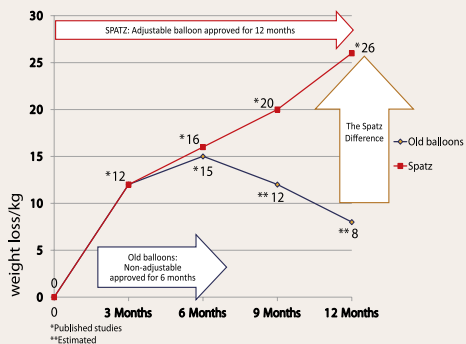 30
25
20
15
10
5
0
weight loss/kg
SPATZ: Adjustable balloon approved for 12 months
*26
*20
*16
*12
*15
**12
**8
0
The Spatz
Difference
Old balloons
Spatz
Old balloons:
Non-adjustable
approved for 6 months
0 3 Months 6 Months 9 Months 12 Months
*Published studies
**Estimated